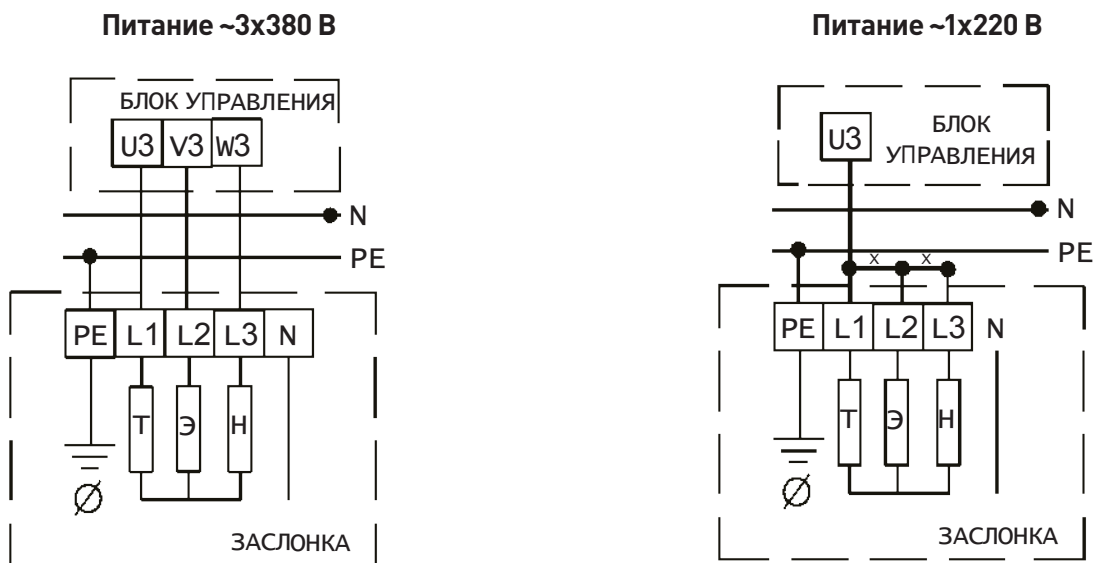 Питание ~3х380 В
БЛОК УПРАВЛЕНИЯ
U3 V3 W3
N
PE
PE L1 L2 L3 N
Т Э Н
ЗАСЛОНКА
Питание ~1х220 В
U3
БЛОК
УПРАВЛЕНИЯ
N
PE
х х
PE L1 L2 L3 N
Т Э Н
ЗАСЛОНКА